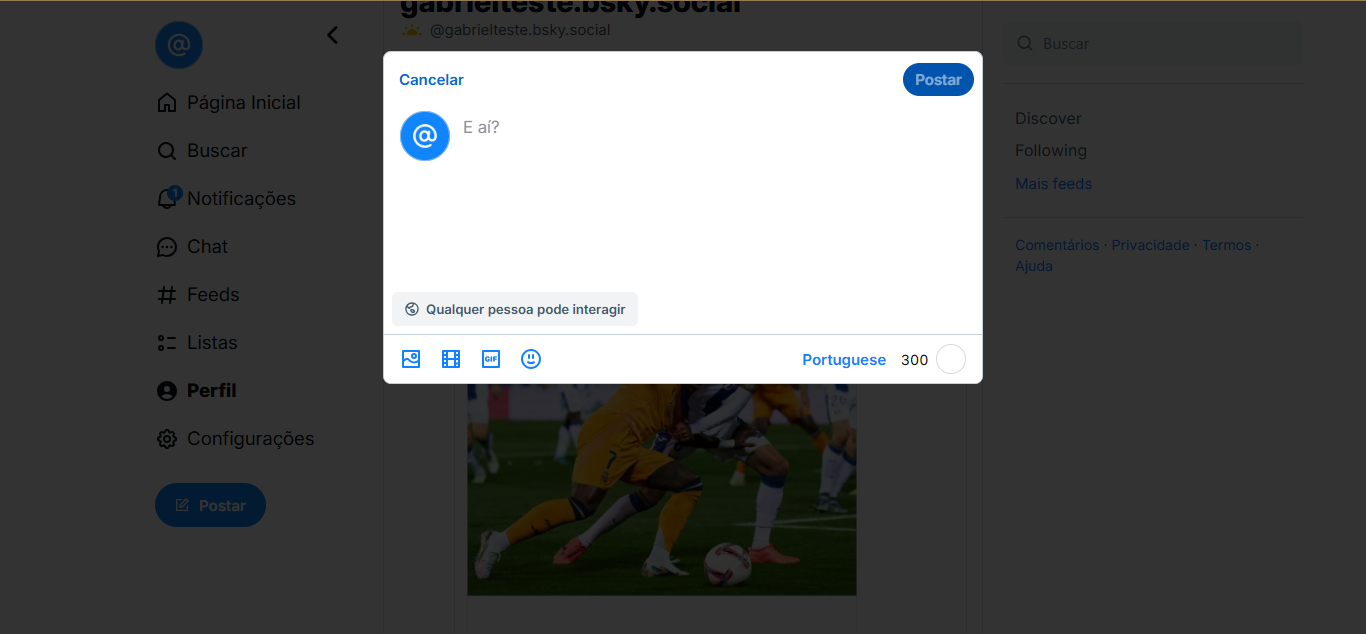 gabrielteste.bsky.social
@gabrielteste.bsky.social
@
Página Inicial
Buscar
1
Notificações
Chat
Feeds
Listas
Perfil
Configurações
Postar
Cancelar
Postar
@
E aí?
Qualquer pessoa pode interagir
GIF
Portuguese
300
7
Buscar
Discover
Following
Mais feeds
Comentários · Privacidade · Termos ·
Ajuda